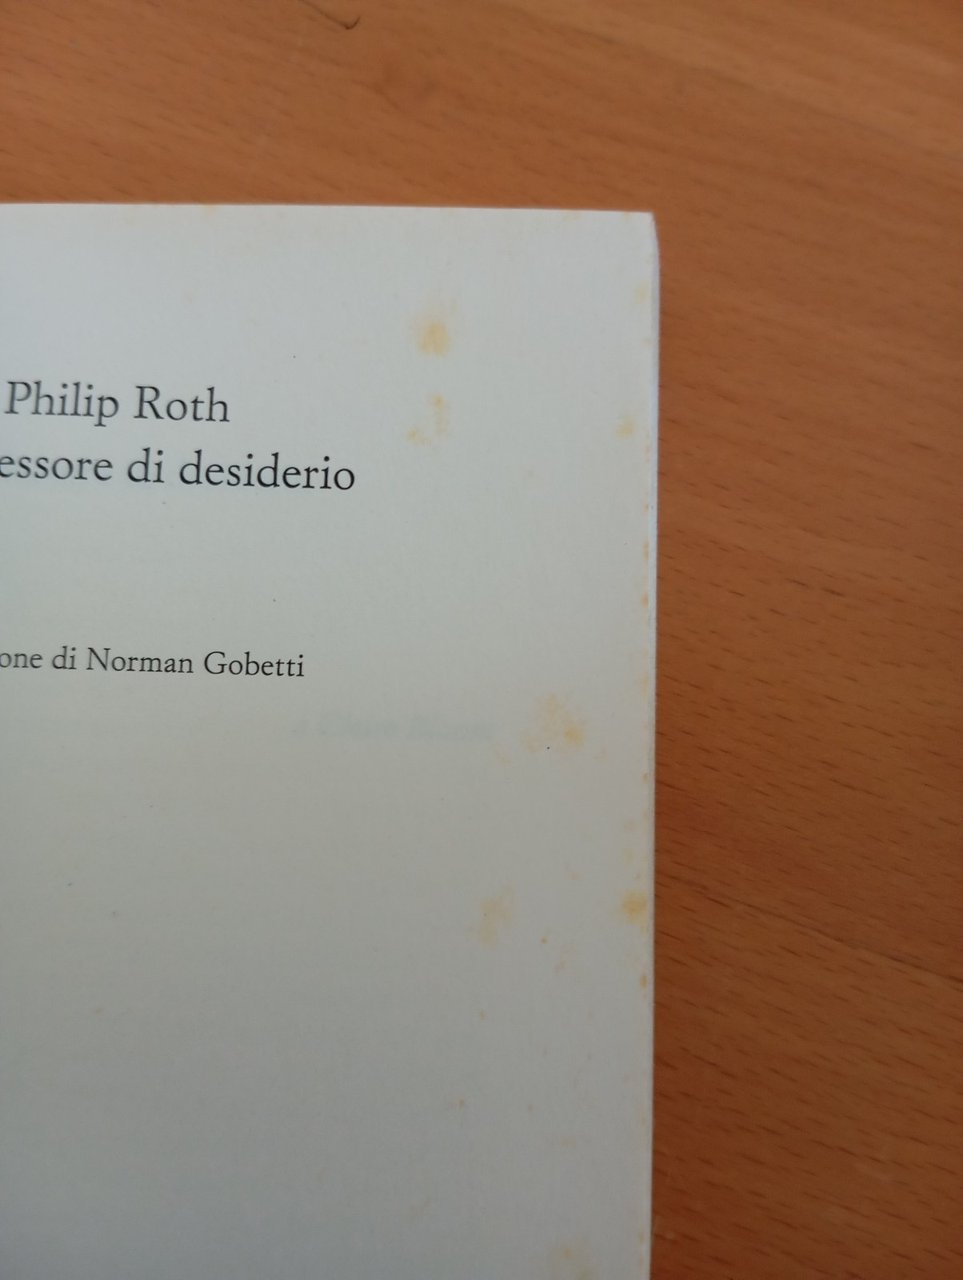 Philip Roth
essore di desiderio
one di Norman Gobetti